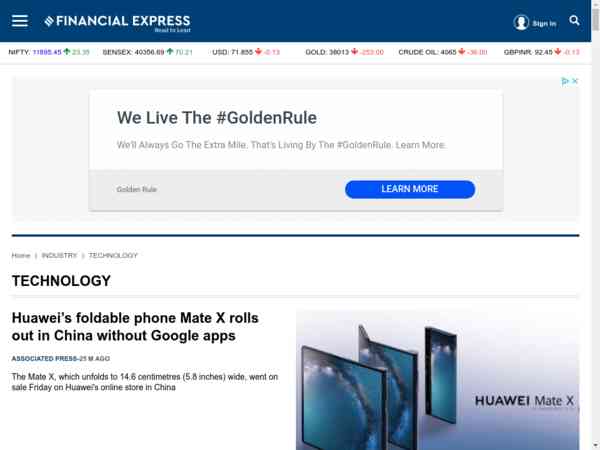 FINANCIAL EXPRESS
Read to Lead
Sign In
NIFTY: 11895.45 23.35 SENSEX: 40356.69 70.21 USD: 71.855 -0.13 GOLD: 38013 -253.00 CRUDE OIL: 4065 -36.00 GBPINR: 92.45 -0.13
We Live The #GoldenRule
We'll Always Go The Extra Mile. That's Living By The #GoldenRule. Learn More.
Golden Rule
LEARN MORE
Home | INDUSTRY | TECHNOLOGY
TECHNOLOGY
Huawei's foldable phone Mate X rolls
out in China without Google apps
ASSOCIATED PRESS-25 M AGO
The Mate X, which unfolds to 14.6 centimetres (5.8 inches) wide, went on
sale Friday on Huawei's online store in China
HUAWEI Mate X